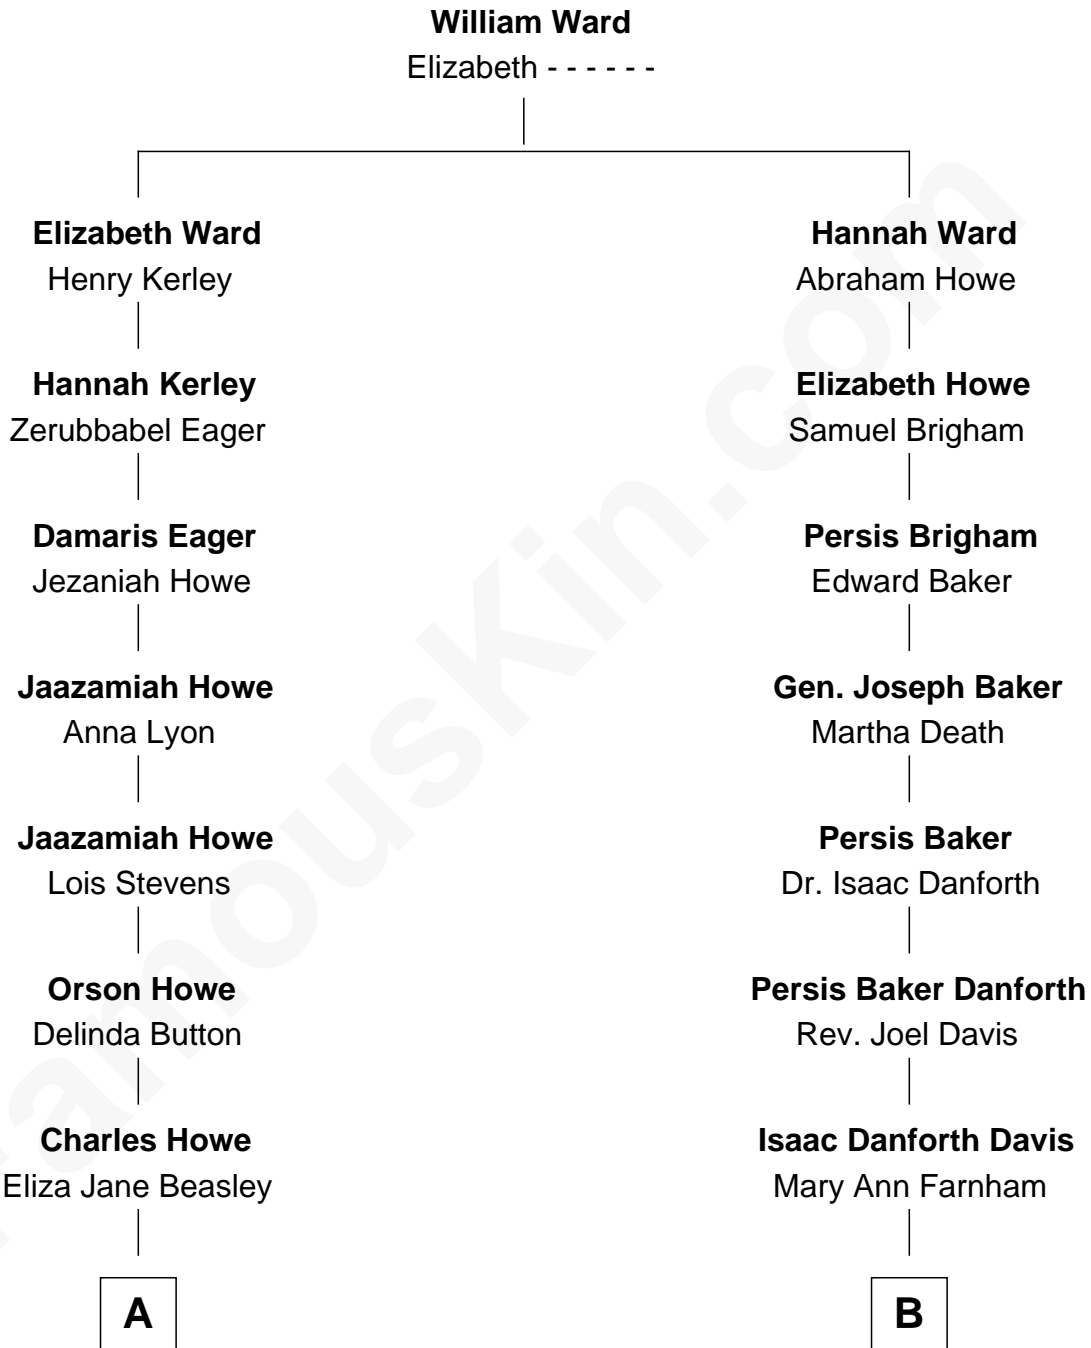 William Ward
Elizabeth - - - - - -
Elizabeth Ward
Henry Kerley
Hannah Ward
Abraham Howe
Hannah Kerley
Zerubbabel Eager
Elizabeth Howe
Samuel Brigham
Damaris Eager
Jezaniah Howe
Persis Brigham
Edward Baker
Jaazamiah Howe
Anna Lyon
Gen. Joseph Baker
Martha Death
Jaazamiah Howe
Lois Stevens
Persis Baker
Dr. Isaac Danforth
Orson Howe
Delinda Button
Persis Baker Danforth
Rev. Joel Davis
Charles Howe
Eliza Jane Beasley
Isaac Danforth Davis
Mary Ann Farnham
A
B
FamousKin.com